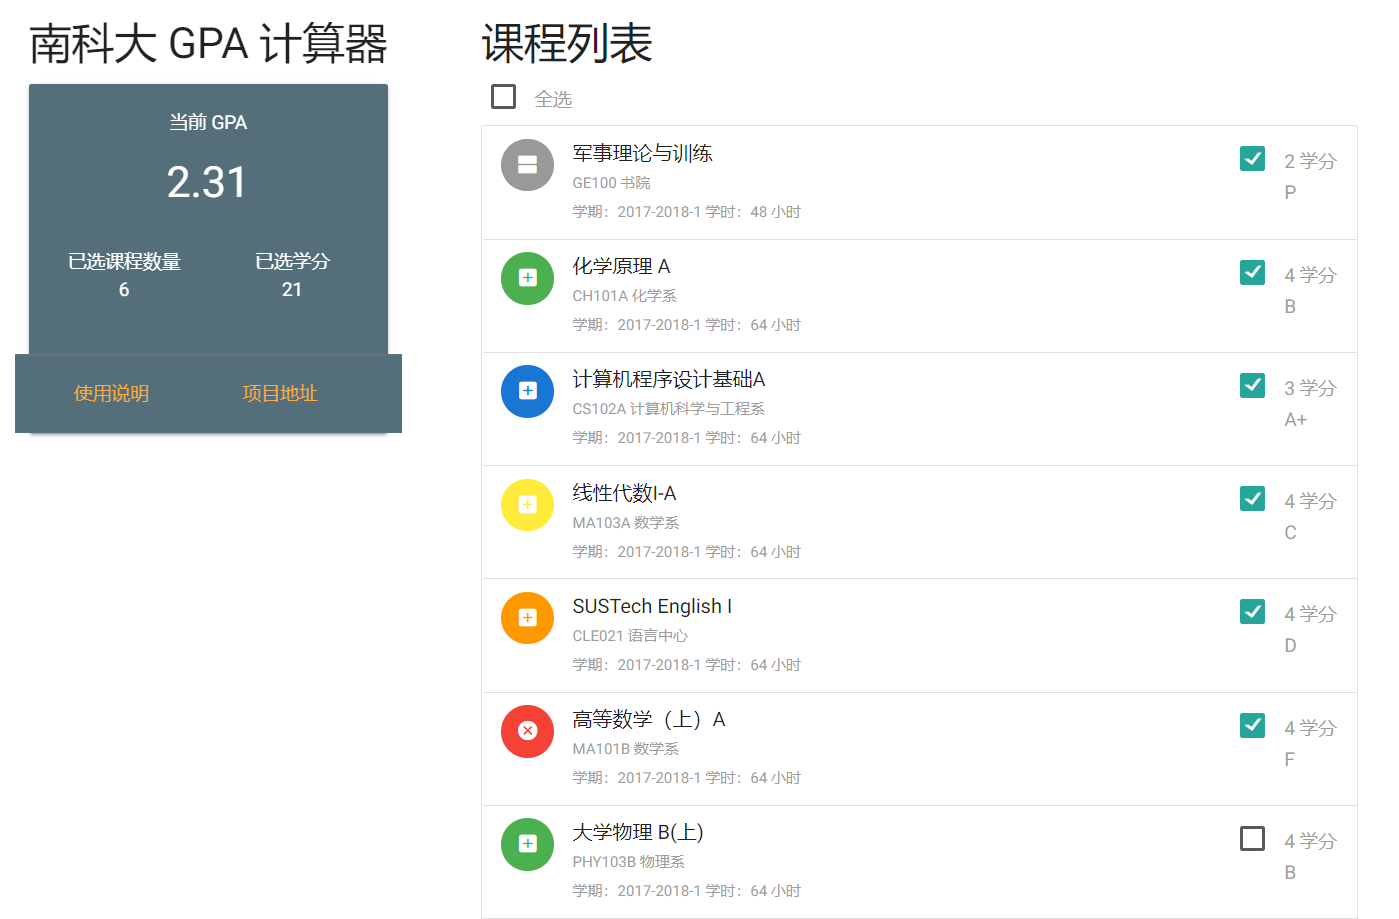 南科大 GPA 计算器
当前 GPA
2.31
已选课程数量
6
已选学分
21
使用说明
项目地址
课程列表
全选
军事理论与训练
GE100 书院
学期：2017-2018-1 学时：48 小时
2 学分
P
化学原理 A
CH101A 化学系
学期：2017-2018-1 学时：64 小时
4 学分
B
计算机程序设计基础A
CS102A 计算机科学与工程系
学期：2017-2018-1 学时：64 小时
3 学分
A+
线性代数I-A
MA103A 数学系
学期：2017-2018-1 学时：64 小时
4 学分
C
SUSTech English I
CLE021 语言中心
学期：2017-2018-1 学时：64 小时
4 学分
D
高等数学（上）A
MA101B 数学系
学期：2017-2018-1 学时：64 小时
4 学分
F
大学物理 B(上)
PHY103B 物理系
学期：2017-2018-1 学时：64 小时
4 学分
B